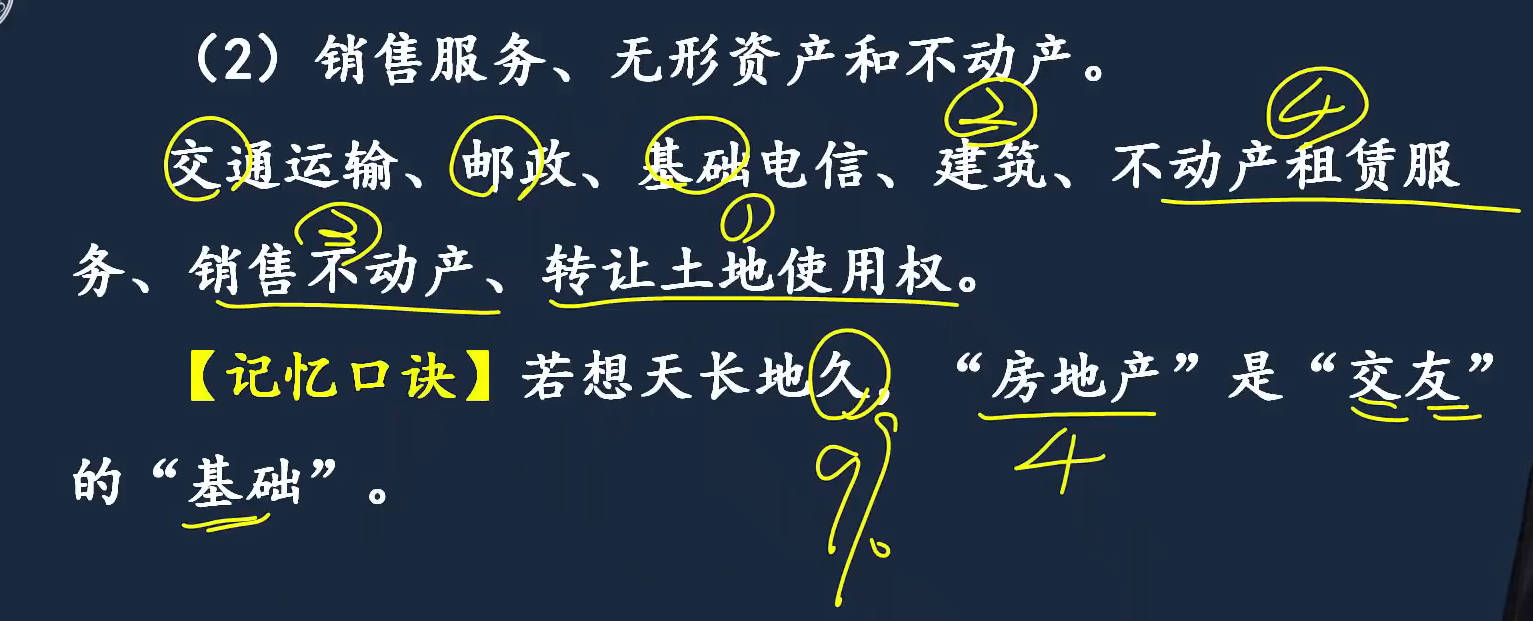 (2)销售服务、无形资产和不动产。
② ④
交通运输、邮政、基础电信、建筑、不动产租赁服
③ ①
务、销售不动产、转让土地使用权。
【记忆口诀】若想天长地久,“房地产”是“交友”
9% 4
的“基础”。